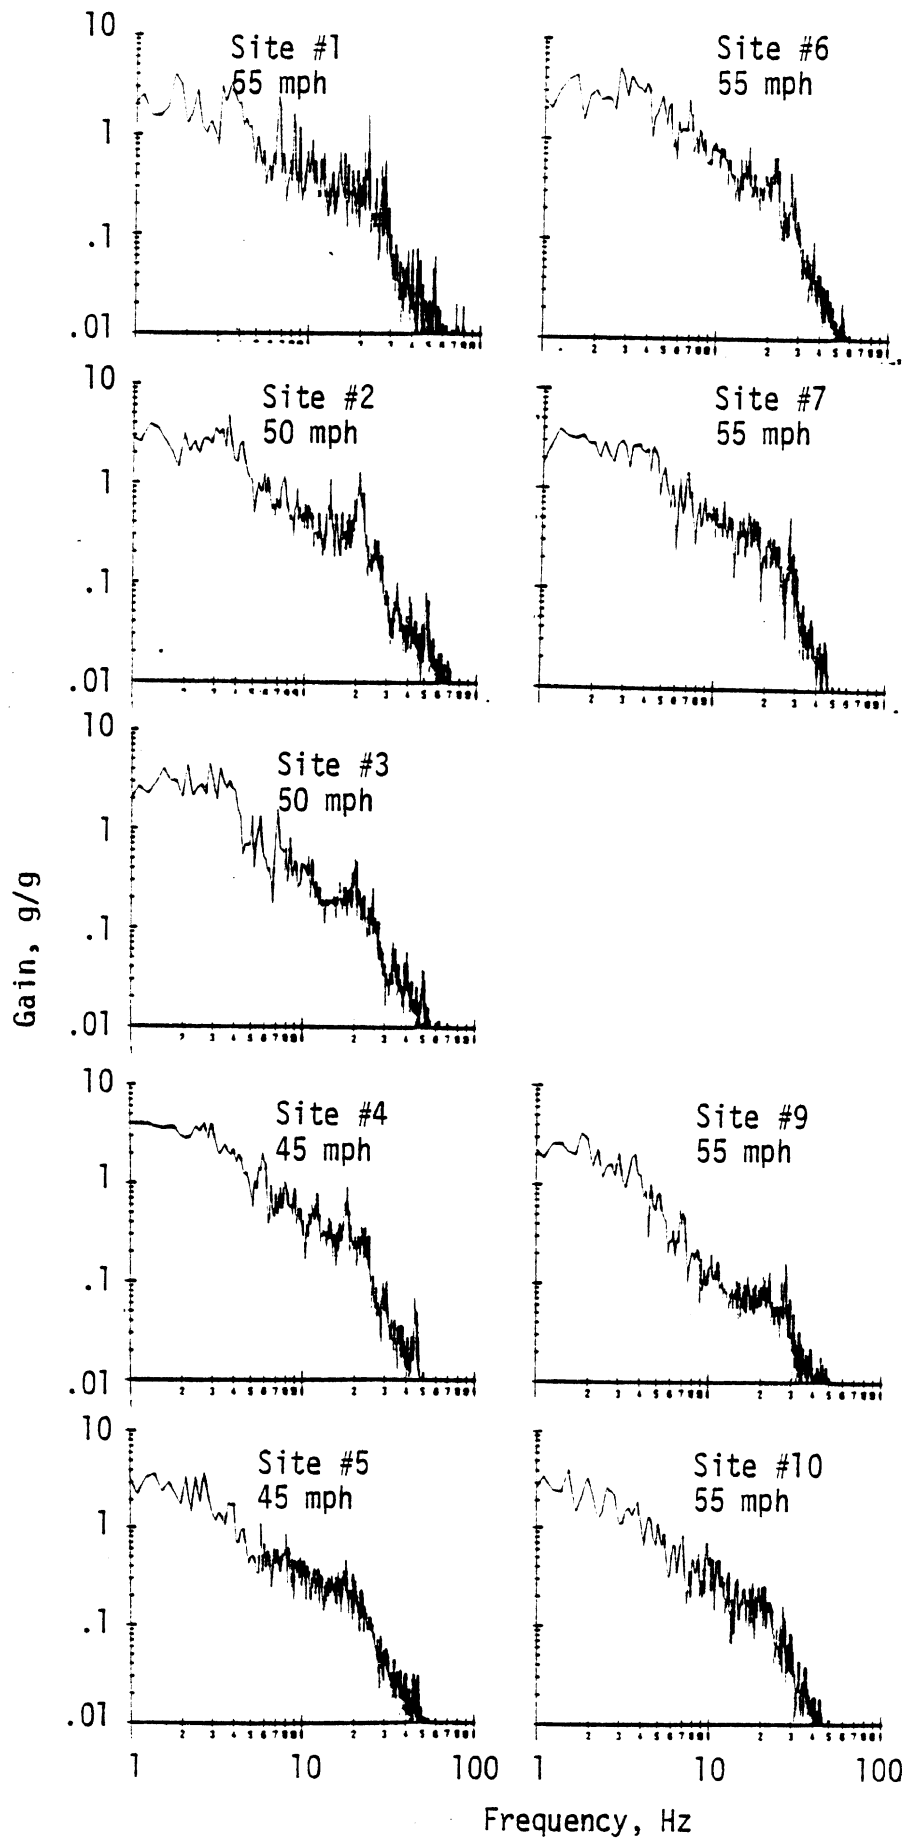 10
1
.1
.01
Site #1
55 mph
Site #6
55 mph
10
1
.1
.01
Site #2
50 mph
Site #7
55 mph
10
1
.1
.01
Site #3
50 mph
Gain, g/g
10
1
.1
.01
Site #4
45 mph
Site #9
55 mph
10
1
.1
.01
Site #5
45 mph
Site #10
55 mph
1 10 100
1 10 100
Frequency, Hz